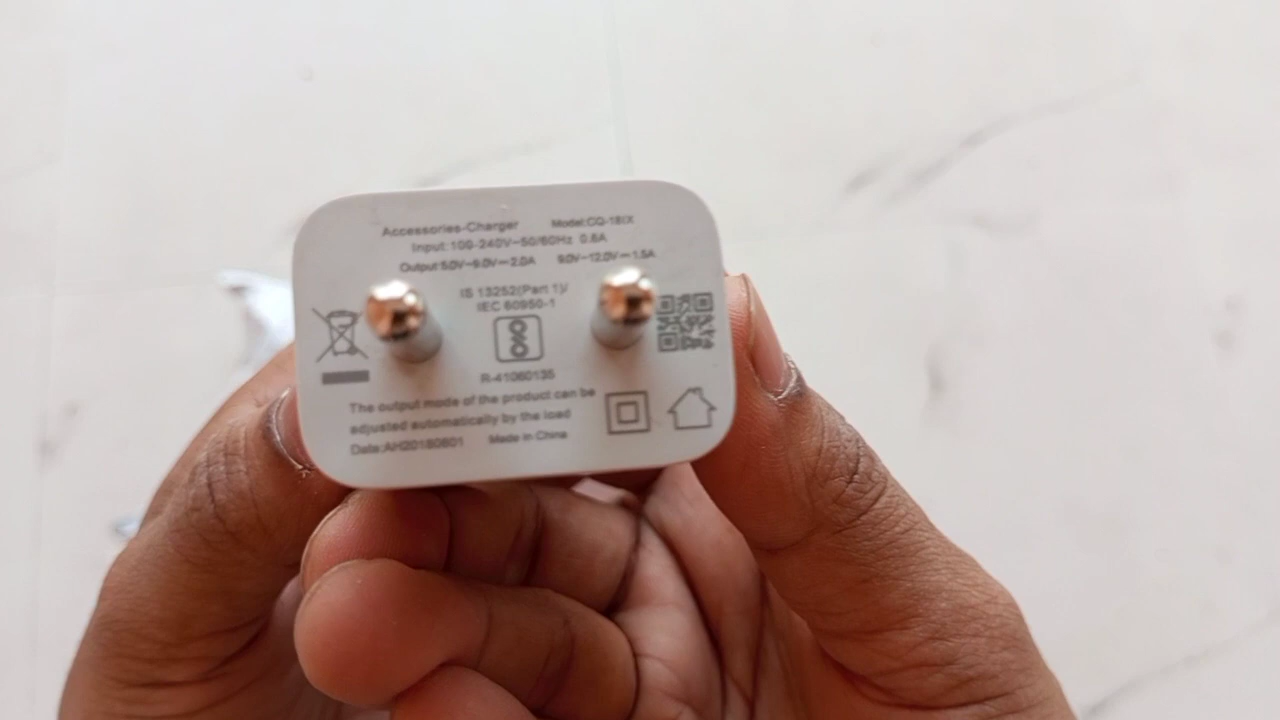 Accessories-Charger Model:CQ-18IX
Input:100-240V~50/60Hz 0.6A
Output:5.0V-9.0V⎓2.0A 9.0V-12.0V⎓1.5A
IS 13252(Part 1)/
IEC 60950-1
R-41060135
The output mode of the product can be
adjusted automatically by the load
Date:AH20180801 Made in China